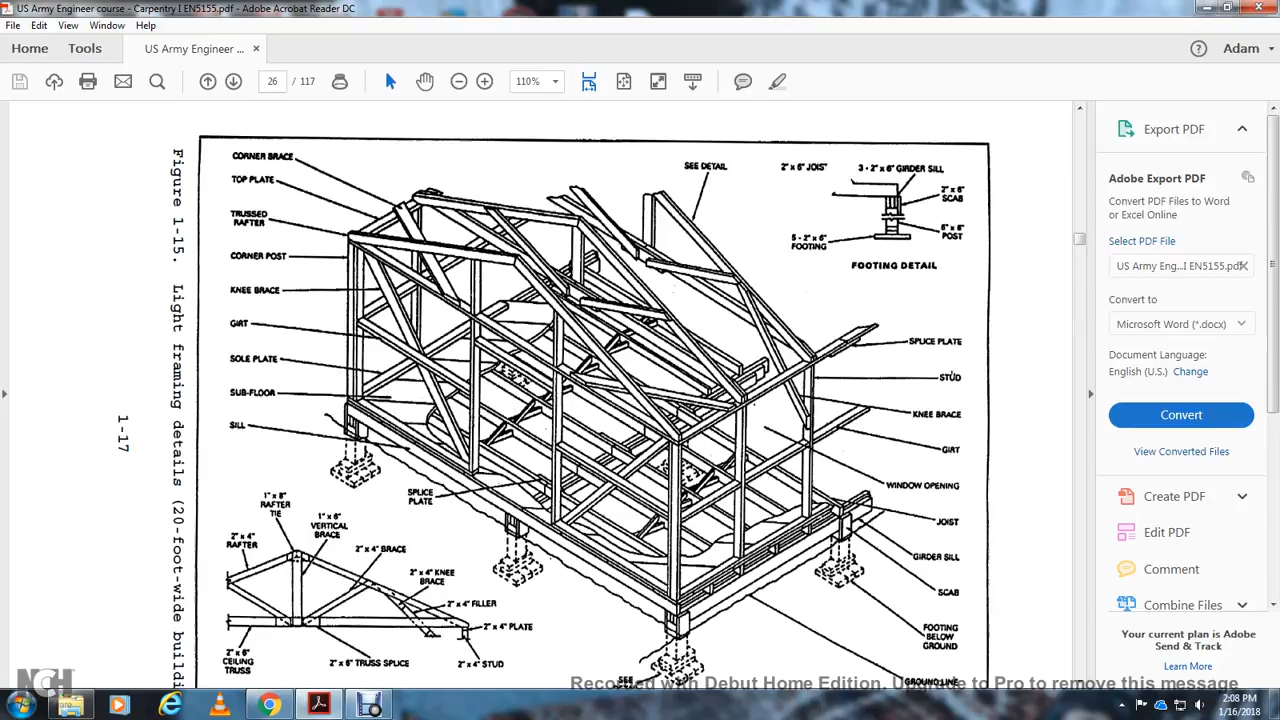 US Army Engineer course - Carpentry I EN5155.pdf - Adobe Acrobat Reader DC
File Edit View Window Help
Home Tools US Army Engineer ... × Adam
26 / 117 110%
Figure 1-15. Light framing details (20-foot-wide buildi
1-17
CORNER BRACE
TOP PLATE
TRUSSED
RAFTER
CORNER POST
KNEE BRACE
GIRT
SOLE PLATE
SUB-FLOOR
SILL
SPLICE
PLATE
SEE DETAIL
2" x 6" JOIST
3 - 2" x 6" GIRDER SILL
2" x 6"
SCAB
6" x 6"
POST
5 - 2" x 6"
FOOTING
FOOTING DETAIL
SPLICE PLATE
STUD
KNEE BRACE
GIRT
WINDOW OPENING
JOIST
GIRDER SILL
SCAB
FOOTING
BELOW
GROUND
GROUND LINE
SEE
1" x 8"
RAFTER
TIE
1" x 6"
VERTICAL
BRACE
2" x 4"
RAFTER
2" x 4" BRACE
2" x 4" KNEE
BRACE
2" x 4" FILLER
2" x 4" PLATE
2" x 6"
CEILING
TRUSS
2" x 6" TRUSS SPLICE
2" x 4" STUD
Export PDF
Adobe Export PDF
Convert PDF Files to Word
or Excel Online
Select PDF File
US Army Eng...I EN5155.pdf
Convert to
Microsoft Word (*.docx)
Document Language:
English (U.S.) Change
Convert
View Converted Files
Create PDF
Edit PDF
Comment
Combine Files
Your current plan is Adobe
Send & Track
Learn More
NCH
Recorded with Debut Home Edition. Upgrade to Pro to remove this message
2:08 PM
1/16/2018